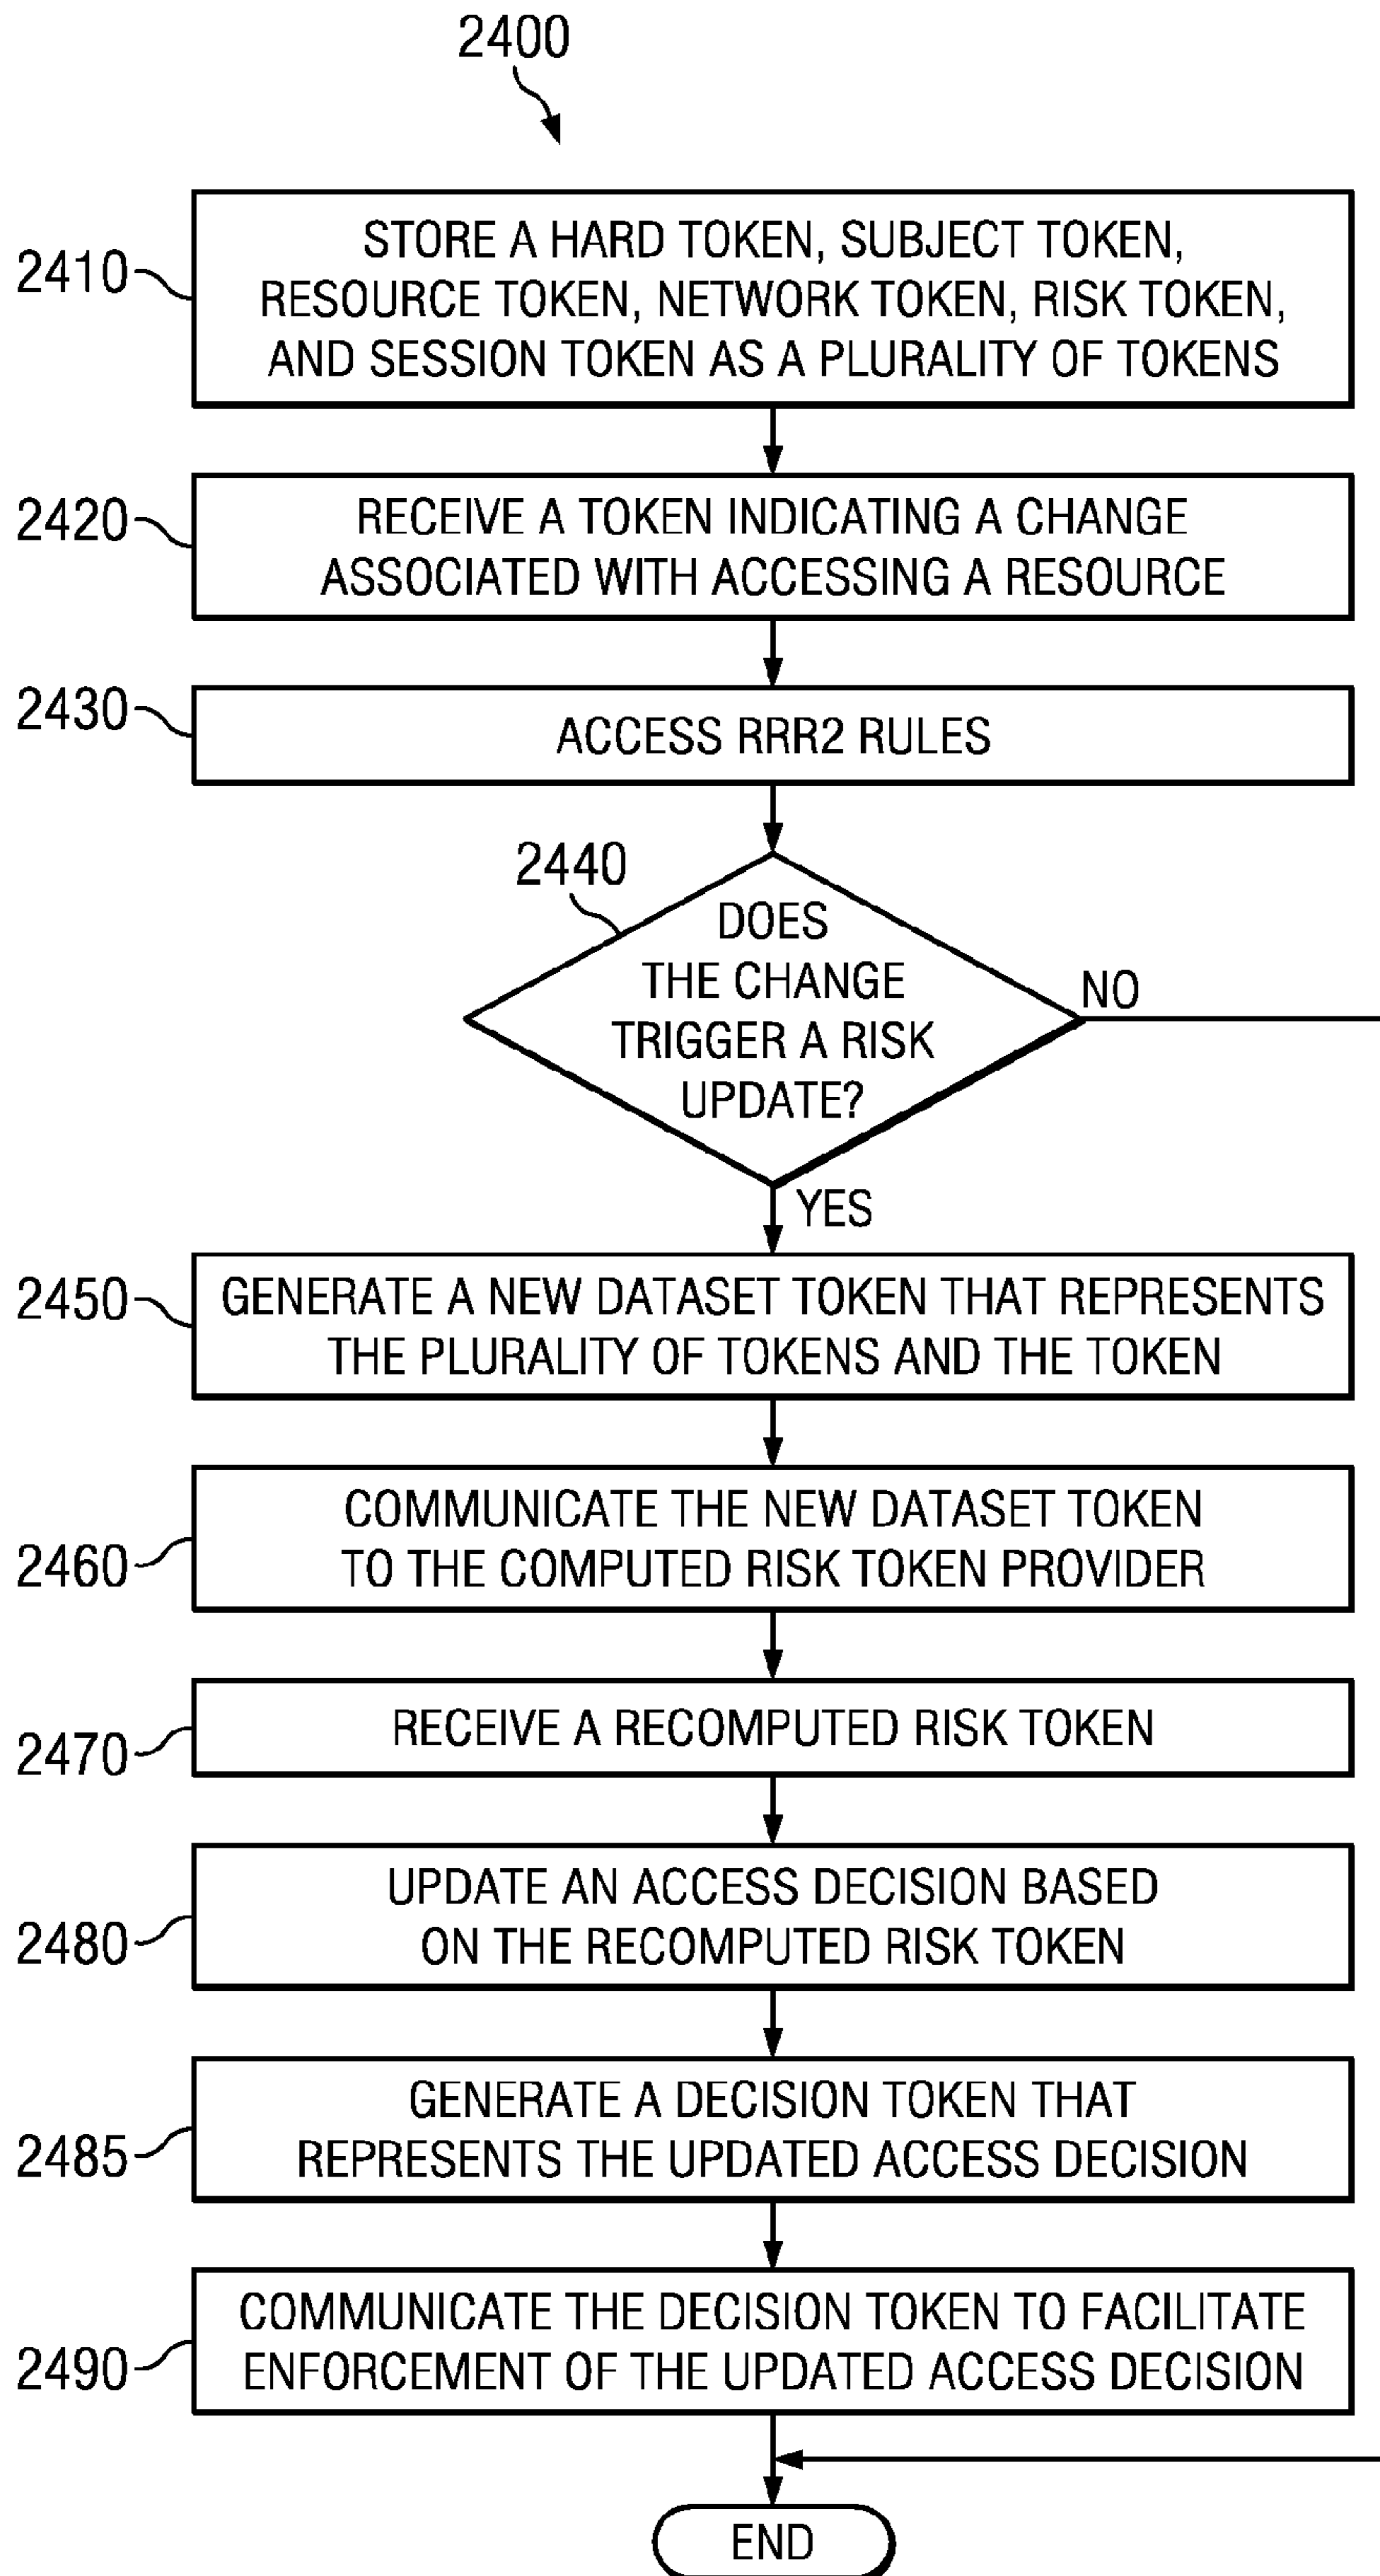 2400
2410
STORE A HARD TOKEN, SUBJECT TOKEN,
RESOURCE TOKEN, NETWORK TOKEN, RISK TOKEN,
AND SESSION TOKEN AS A PLURALITY OF TOKENS
2420
RECEIVE A TOKEN INDICATING A CHANGE
ASSOCIATED WITH ACCESSING A RESOURCE
2430
ACCESS RRR2 RULES
2440
DOES
THE CHANGE
TRIGGER A RISK
UPDATE?
NO
YES
2450
GENERATE A NEW DATASET TOKEN THAT REPRESENTS
THE PLURALITY OF TOKENS AND THE TOKEN
2460
COMMUNICATE THE NEW DATASET TOKEN
TO THE COMPUTED RISK TOKEN PROVIDER
2470
RECEIVE A RECOMPUTED RISK TOKEN
2480
UPDATE AN ACCESS DECISION BASED
ON THE RECOMPUTED RISK TOKEN
2485
GENERATE A DECISION TOKEN THAT
REPRESENTS THE UPDATED ACCESS DECISION
2490
COMMUNICATE THE DECISION TOKEN TO FACILITATE
ENFORCEMENT OF THE UPDATED ACCESS DECISION
END